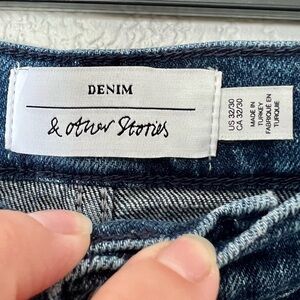 DENIM
& Other Stories
US 32/30
CA 32/30
MADE IN
TURKEY
FABRIQUE EN
TURQUIE